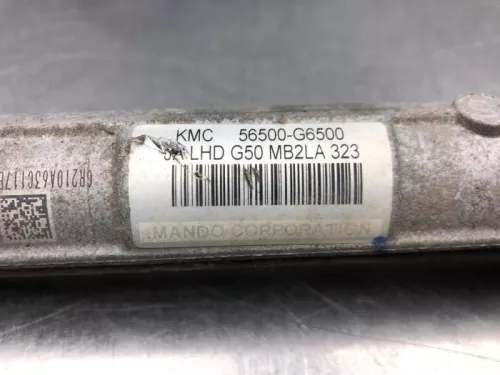 KMC 56500-G6500
LHD G50 MB2LA 323
MANDO CORPORATION